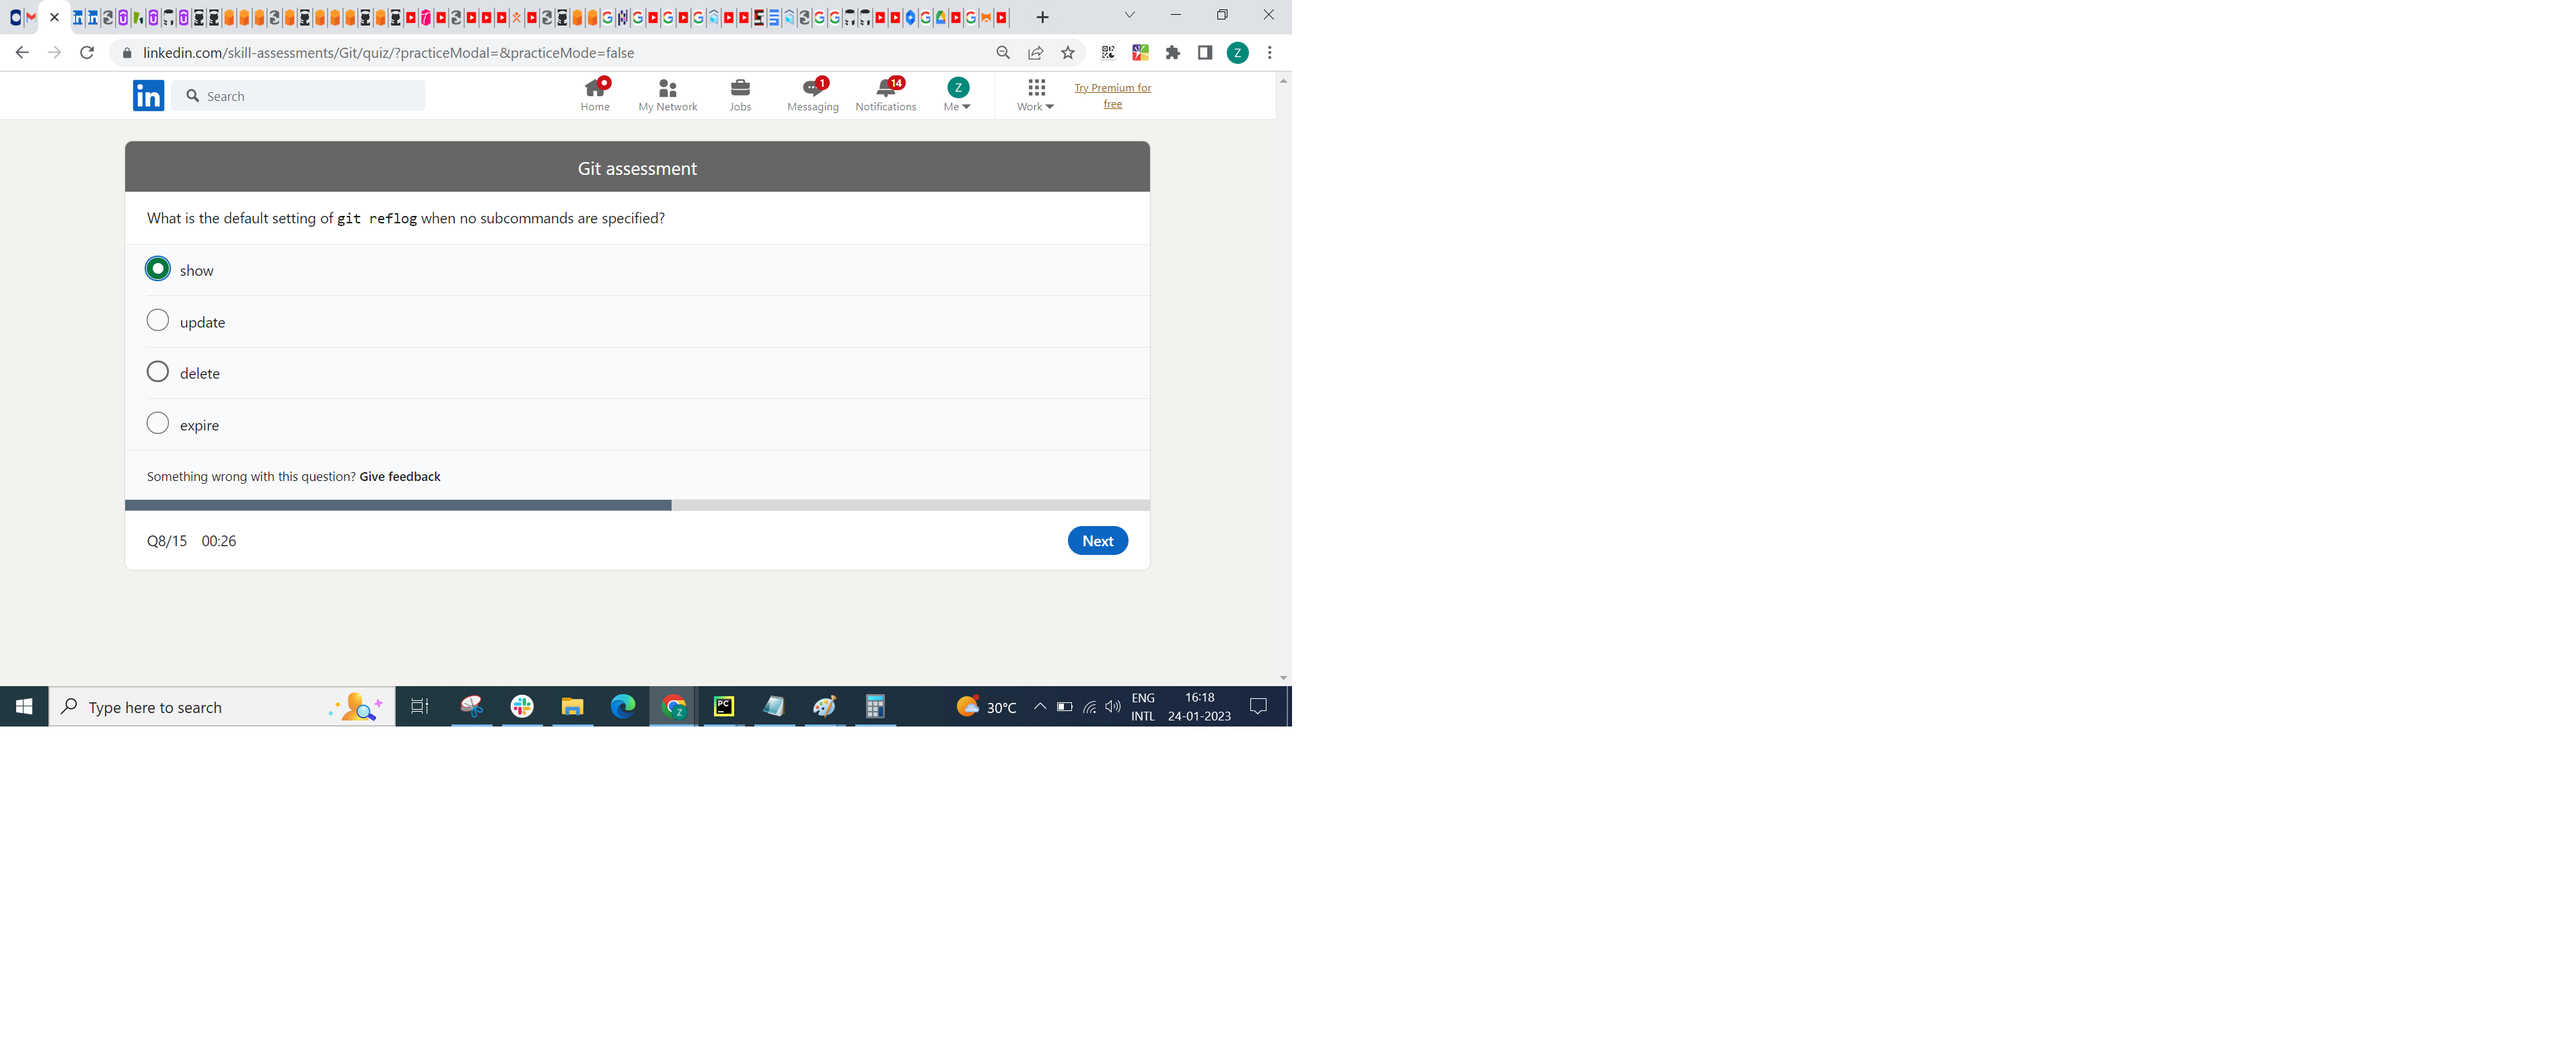 linkedin.com/skill-assessments/Git/quiz/?practiceModal=&practiceMode=false
Z
in
Search
Home
My Network
Jobs
1
Messaging
14
Notifications
Z
Me
Work
Try Premium for
free
Git assessment
What is the default setting of git reflog when no subcommands are specified?
show
update
delete
expire
Something wrong with this question? Give feedback
Q8/15 00:26
Next
Type here to search
PC
30°C
ENG
INTL
16:18
24-01-2023